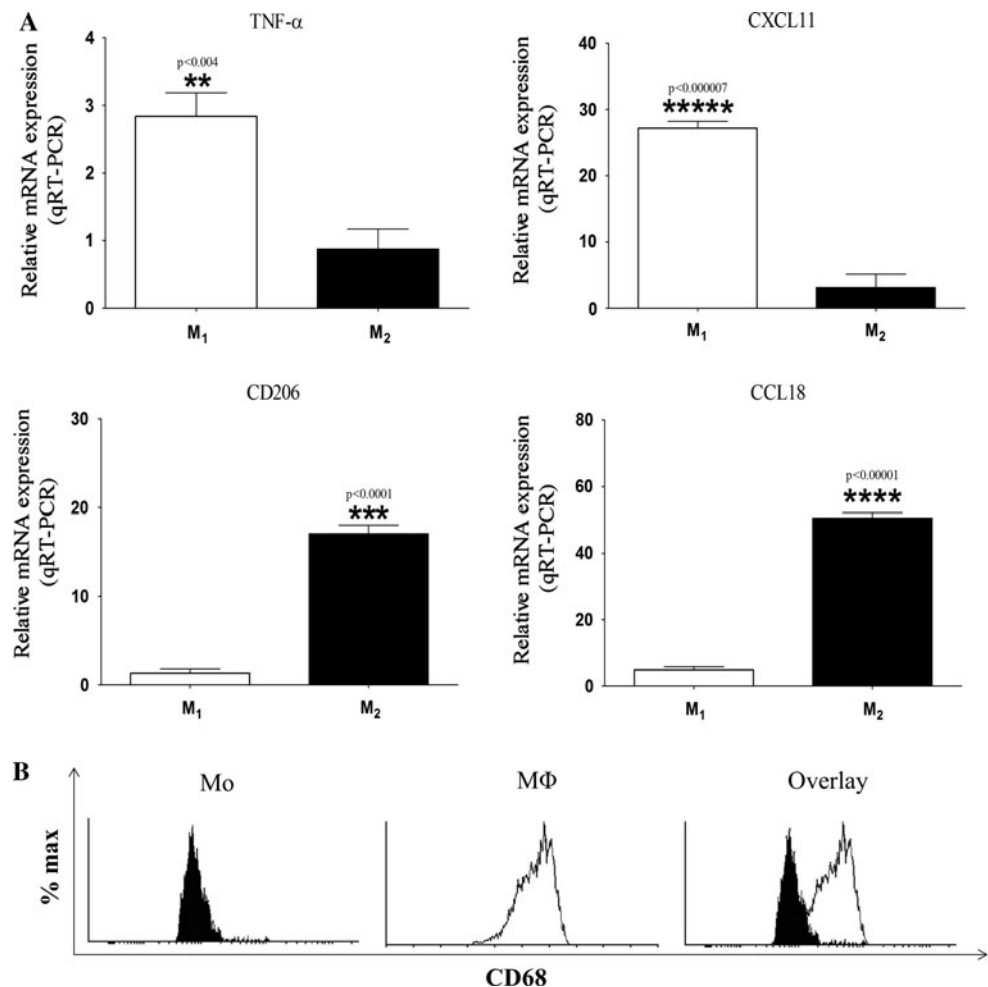 A
TNF-α
Relative mRNA expression
(qRT-PCR)
4
3
2
1
0
p<0.004
**
M₁
M₂
CXCL11
Relative mRNA expression
(qRT-PCR)
40
30
20
10
0
p<0.000007
*****
M₁
M₂
CD206
Relative mRNA expression
(qRT-PCR)
30
20
10
0
p<0.0001
***
M₁
M₂
CCL18
Relative mRNA expression
(qRT-PCR)
80
60
40
20
0
p<0.00001
****
M₁
M₂
B
% max
Mo
MΦ
Overlay
CD68